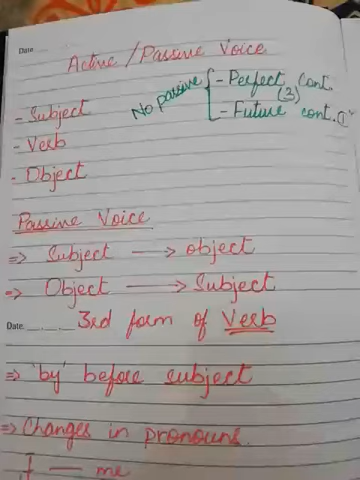 Date
Active / Passive Voice
No passive { - Perfect Cont. (3)
- Future cont. ①
- Subject
- Verb
- Object
Passive Voice
⇒ Subject → object
⇒ Object → Subject
Date. 3rd form of Verb
⇒ 'by' before subject
⇒ Changes in pronouns.
I — me